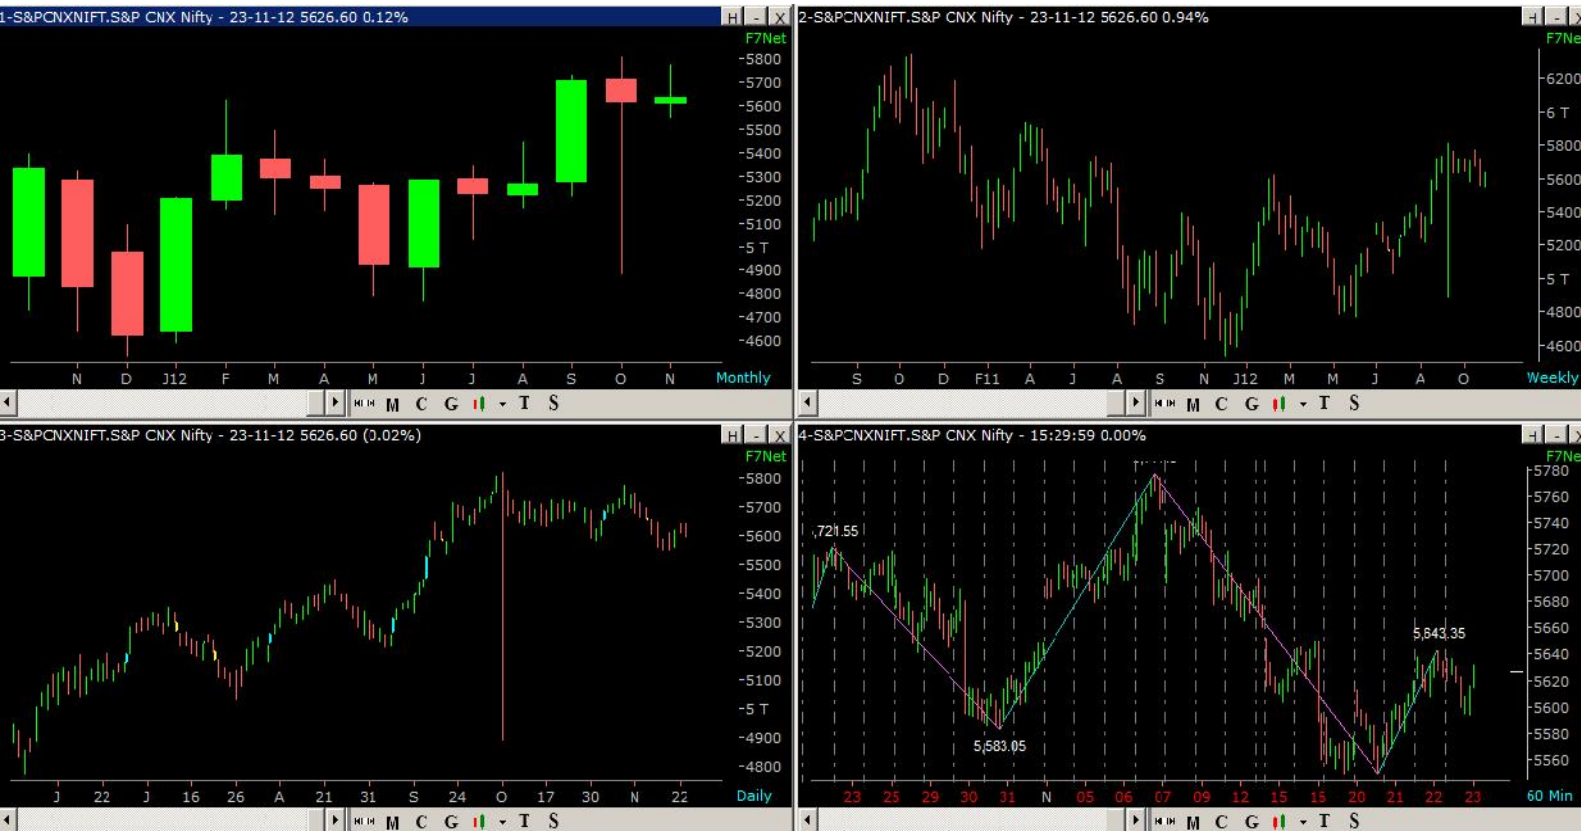 1-S&PCNXNIFT.S&P CNX Nifty - 23-11-12 5626.60 0.12%
H - X
F7Net
5800
5700
5600
5500
5400
5300
5200
5100
5 T
4900
4800
4700
4600
N D J12 F M A M J J A S O N Monthly
M C G T S
2-S&PCNXNIFT.S&P CNX Nifty - 23-11-12 5626.60 0.94%
H - X
F7Ne
6200
6 T
5800
5600
5400
5200
5 T
4800
4600
S O D F11 A J A S N J12 M M J A O Weekly
M C G T S
3-S&PCNXNIFT.S&P CNX Nifty - 23-11-12 5626.60 (0.02%)
H - X
F7Net
5800
5700
5600
5500
5400
5300
5200
5100
5 T
4900
4800
J 22 J 16 26 A 21 31 S 24 O 17 30 N 22 Daily
M C G T S
4-S&PCNXNIFT.S&P CNX Nifty - 15:29:59 0.00%
H - X
F7Ne
5780
5760
5740
5720
5700
5680
5660
5640
5620
5600
5580
5560
,721.55
5,583.05
5,643.35
23 25 29 30 31 N 05 06 07 09 12 15 20 21 22 23 60 Min
M C G T S